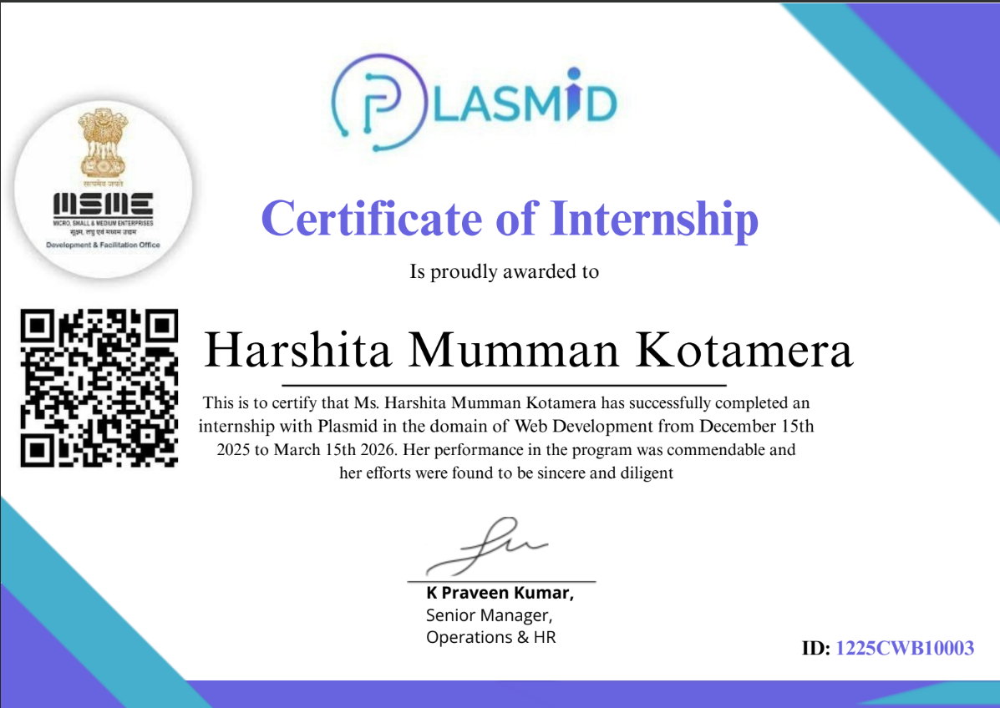 PLASMiD
सत्यमेव जयते
MSME
MICRO, SMALL & MEDIUM ENTERPRISES
सूक्ष्म, लघु एवं मध्यम उद्यम
Development & Facilitation Office
Certificate of Internship
Is proudly awarded to
Harshita Mumman Kotamera
This is to certify that Ms. Harshita Mumman Kotamera has successfully completed an
internship with Plasmid in the domain of Web Development from December 15th
2025 to March 15th 2026. Her performance in the program was commendable and
her efforts were found to be sincere and diligent
K Praveen Kumar,
Senior Manager,
Operations & HR
ID: 1225CWB10003